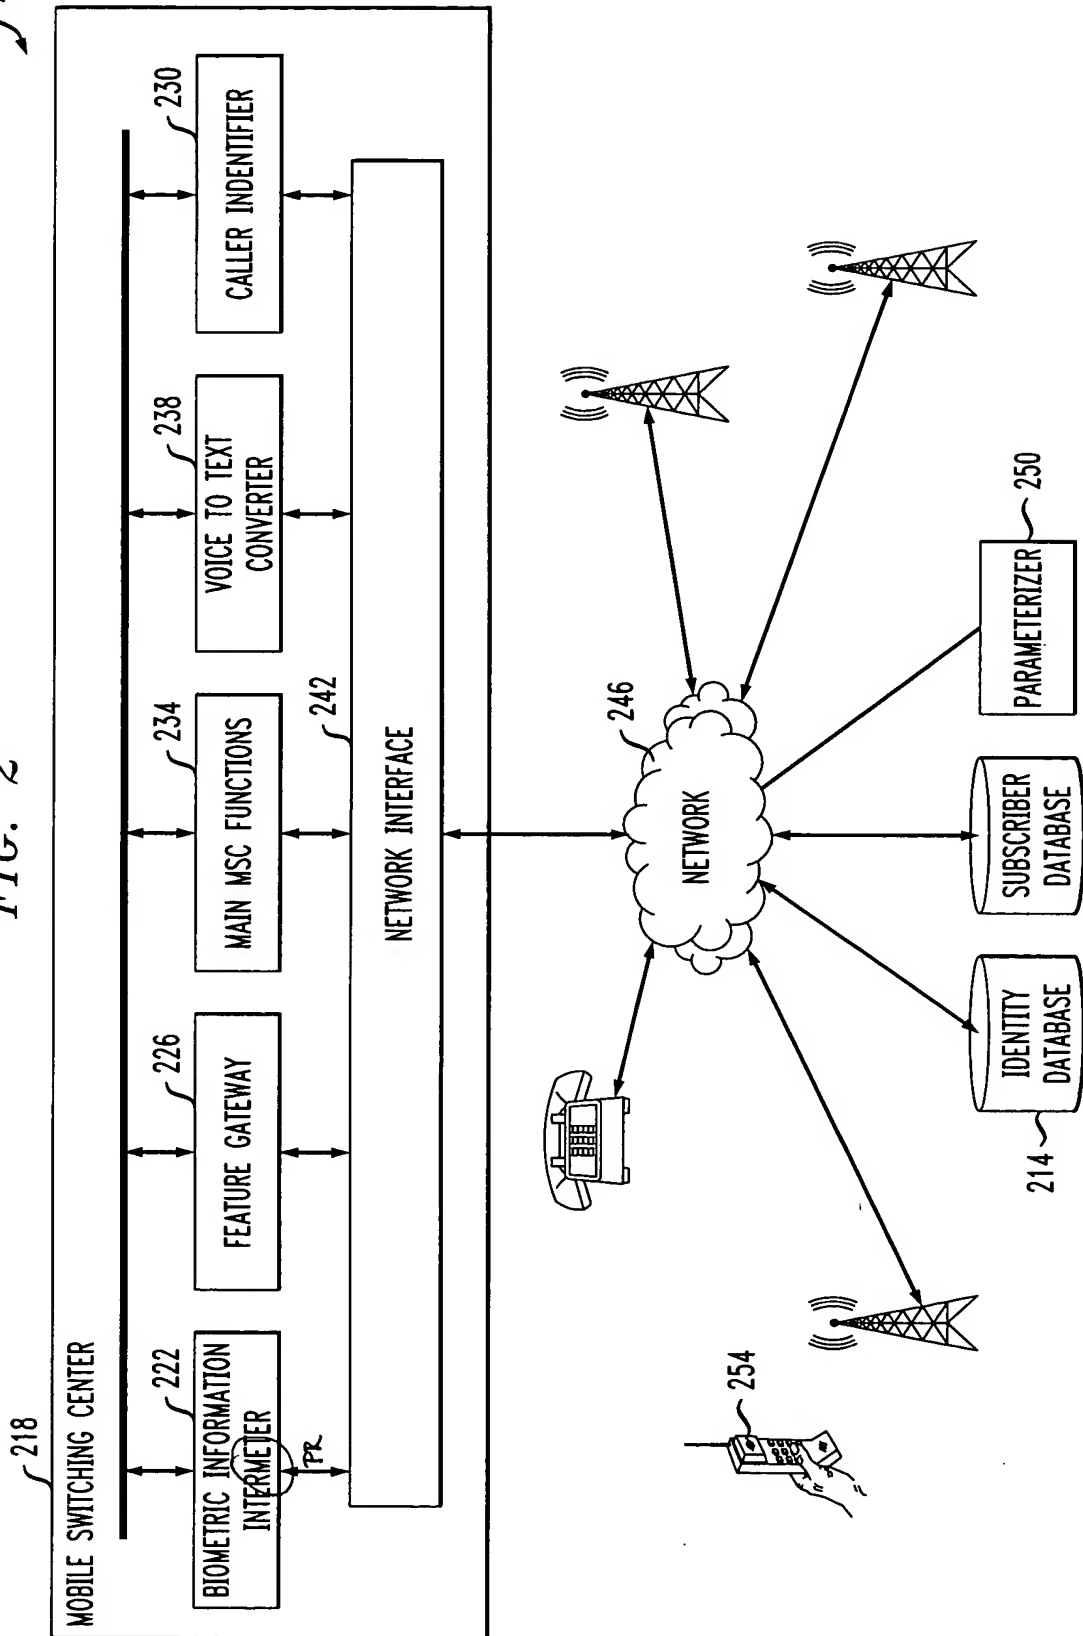 FIG. 2
218
MOBILE SWITCHING CENTER
222
BIOMETRIC INFORMATION
INTERMETER
PR
226
FEATURE GATEWAY
234
MAIN MSC FUNCTIONS
238
VOICE TO TEXT
CONVERTER
230
CALLER INDENTIFIER
242
NETWORK INTERFACE
246
NETWORK
254
214
IDENTITY
DATABASE
SUBSCRIBER
DATABASE
PARAMETERIZER
250